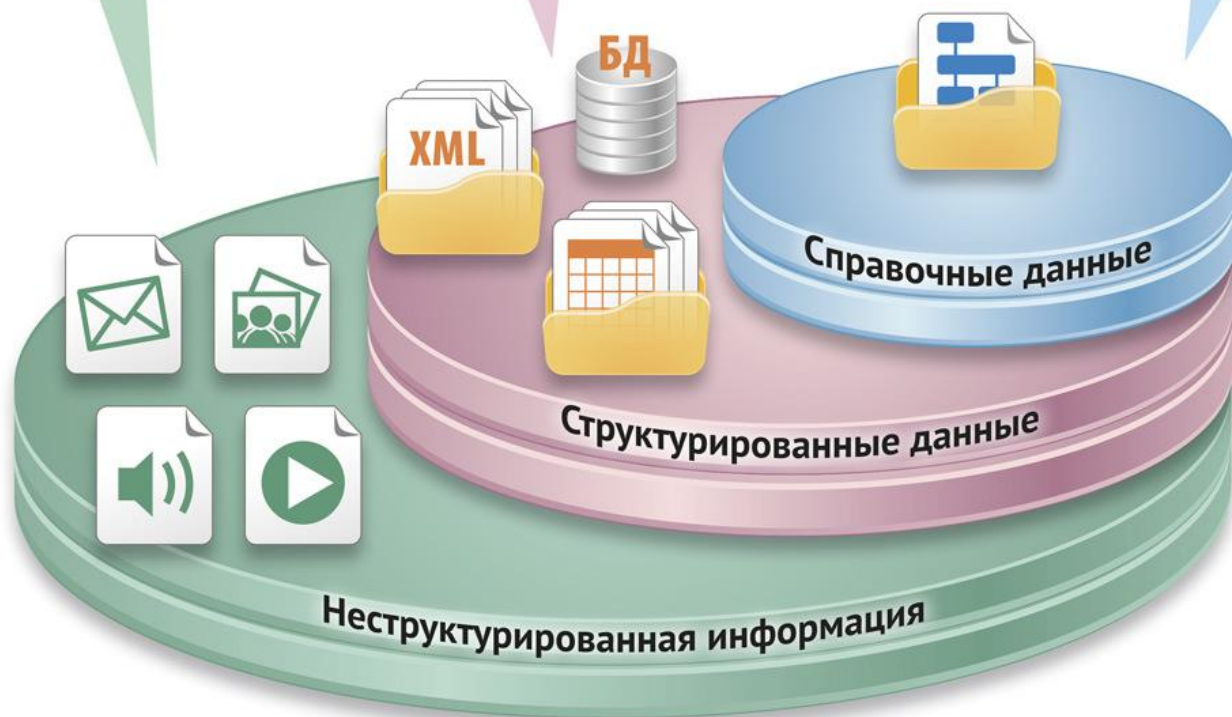 БД
XML
Справочные данные
Структурированные данные
Неструктурированная информация